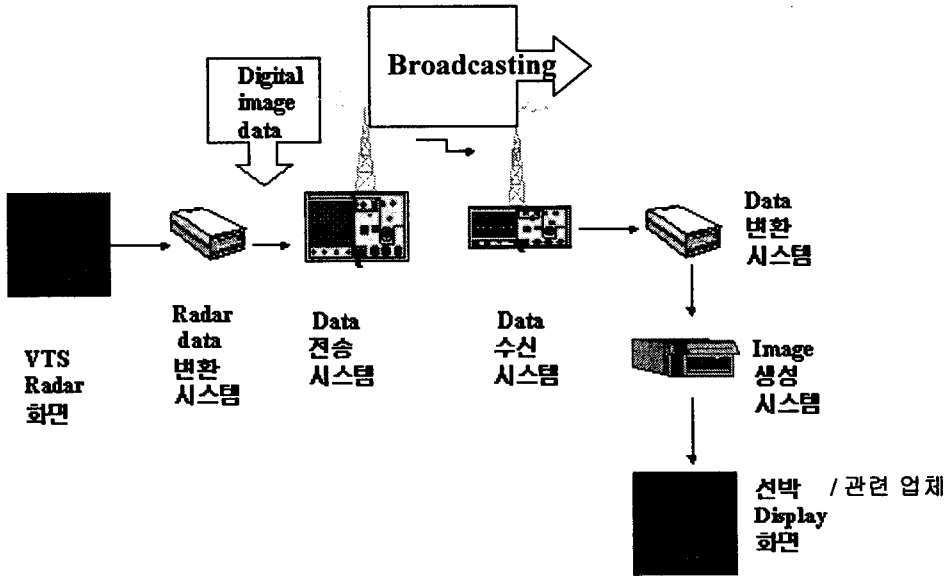 Broadcasting
Digital
image
data
VTS
Radar
화면
Radar
data
변환
시스템
Data
전송
시스템
Data
수신
시스템
Data
변환
시스템
Image
생성
시스템
선박 / 관련 업체
Display
화면